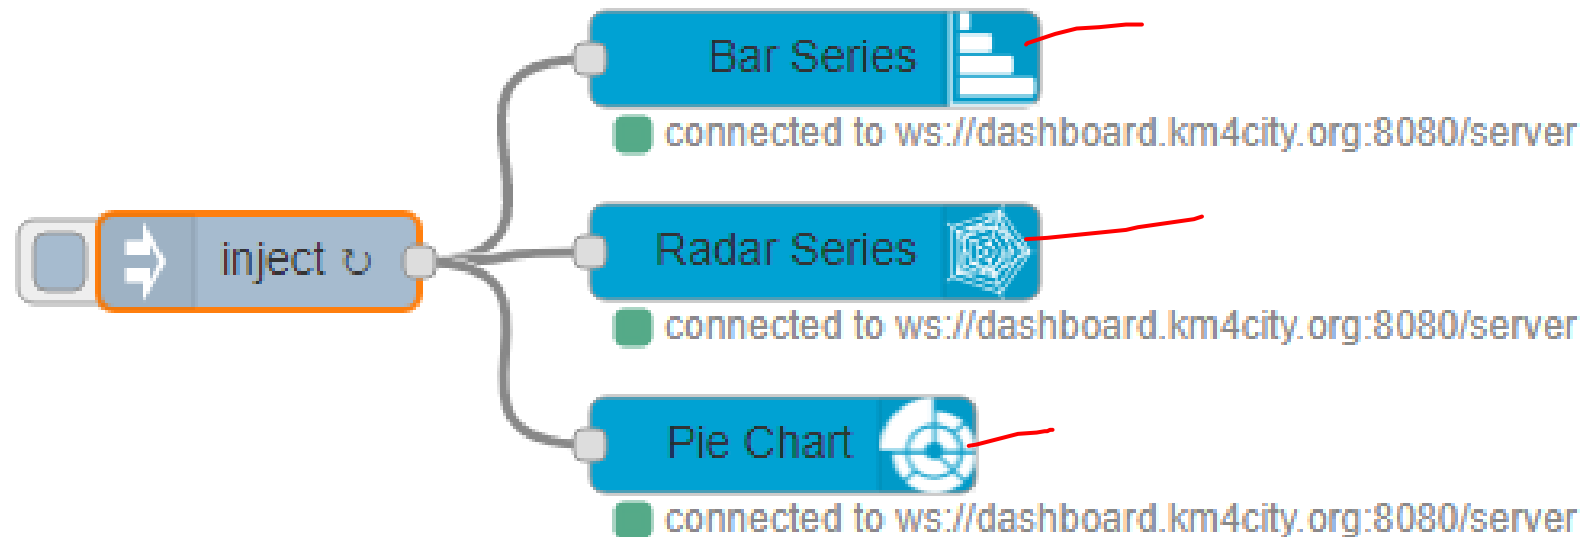 Bar Series
connected to ws://dashboard.km4city.org:8080/server
inject ↻
Radar Series
connected to ws://dashboard.km4city.org:8080/server
Pie Chart
connected to ws://dashboard.km4city.org:8080/server